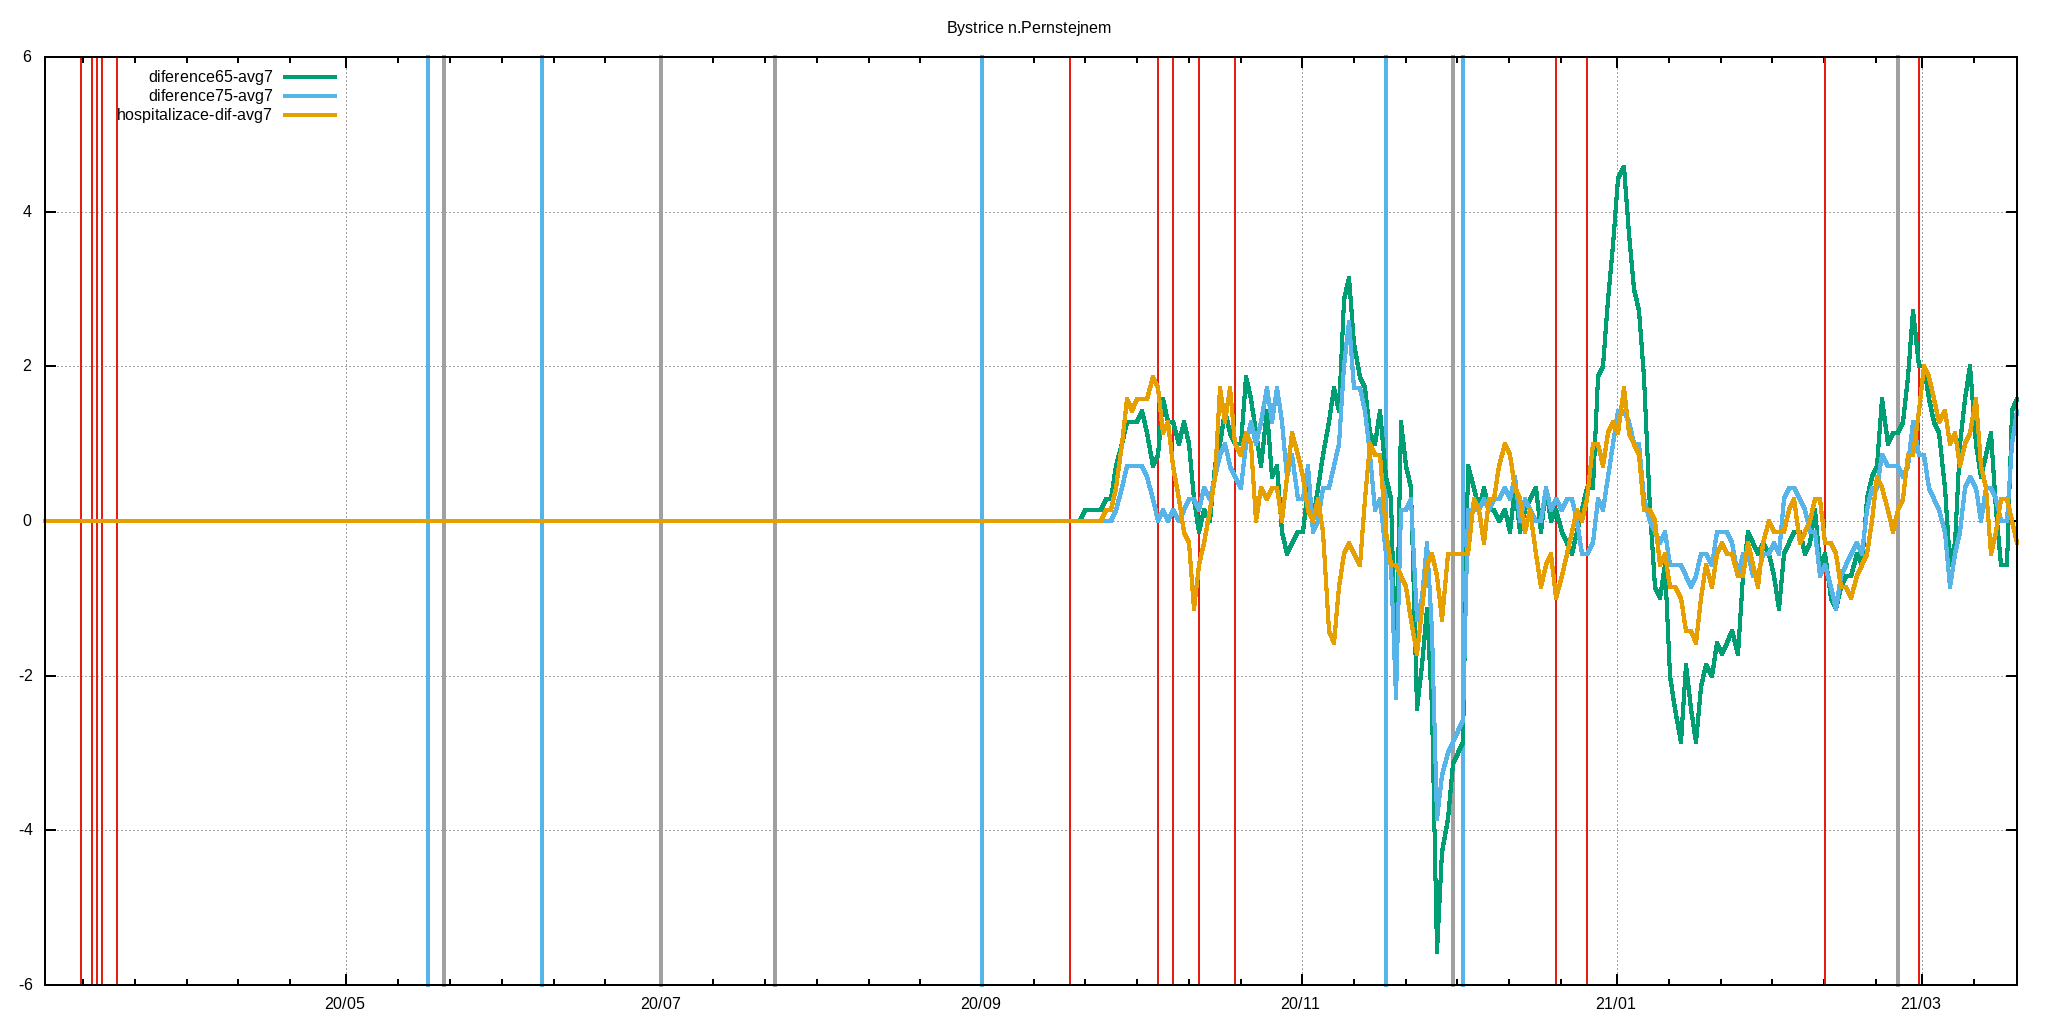 Bystrice n.Pernstejnem
6
diference65-avg7
diference75-avg7
hospitalizace-dif-avg7
4
2
0
-2
-4
-6
20/05 20/07 20/09 20/11 21/01 21/03